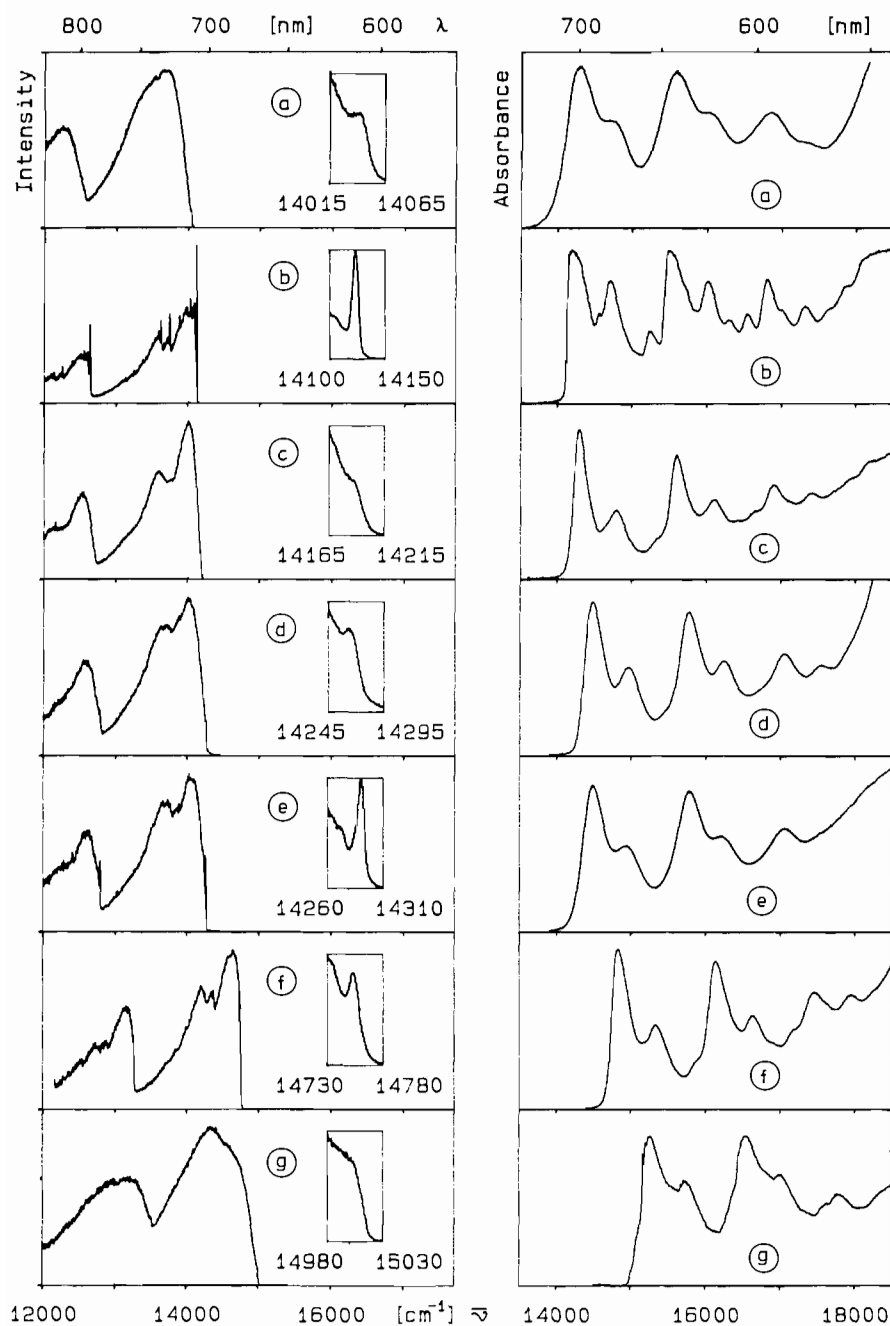 800 700 [nm] 600 λ
700 600 [nm]
Intensity
Absorbance
a
14015 14065
a
b
14100 14150
b
c
14165 14215
c
d
14245 14295
d
e
14260 14310
e
f
14730 14780
f
g
14980 15030
g
12000 14000 16000 [cm⁻¹] ν̄ 14000 16000 18000